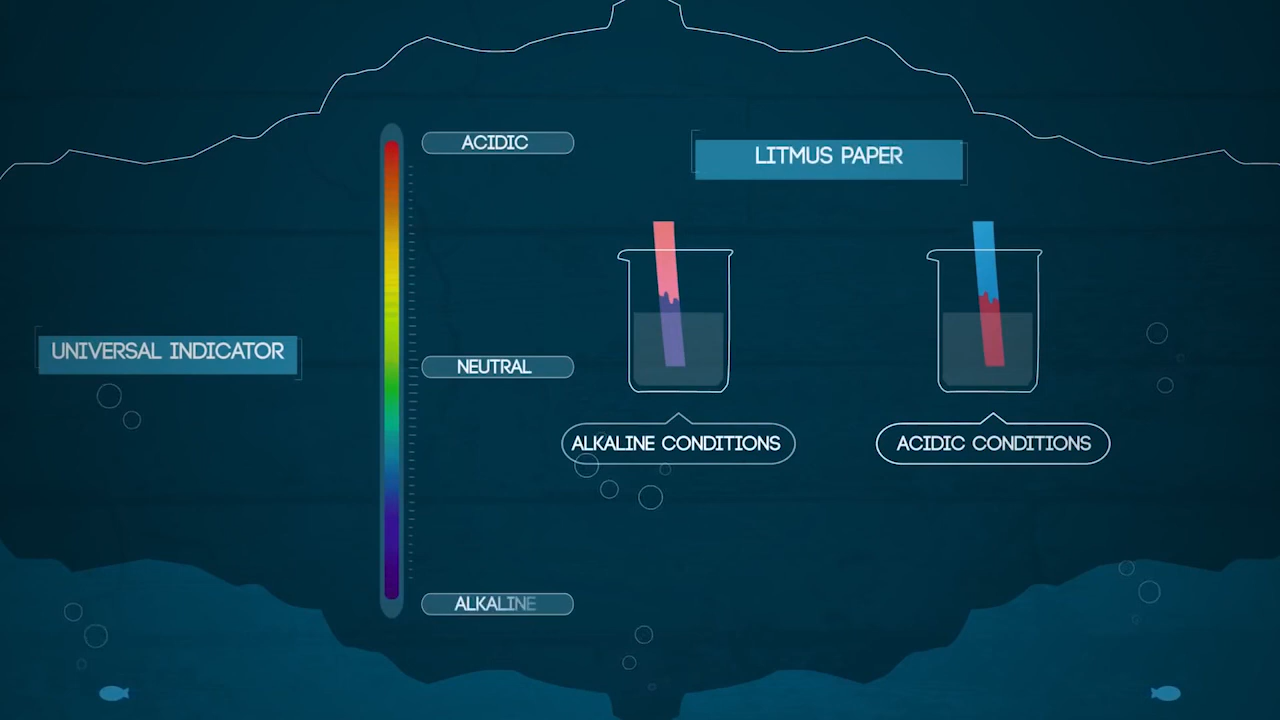 ACIDIC
LITMUS PAPER
UNIVERSAL INDICATOR
NEUTRAL
ALKALINE CONDITIONS
ACIDIC CONDITIONS
ALKALINE